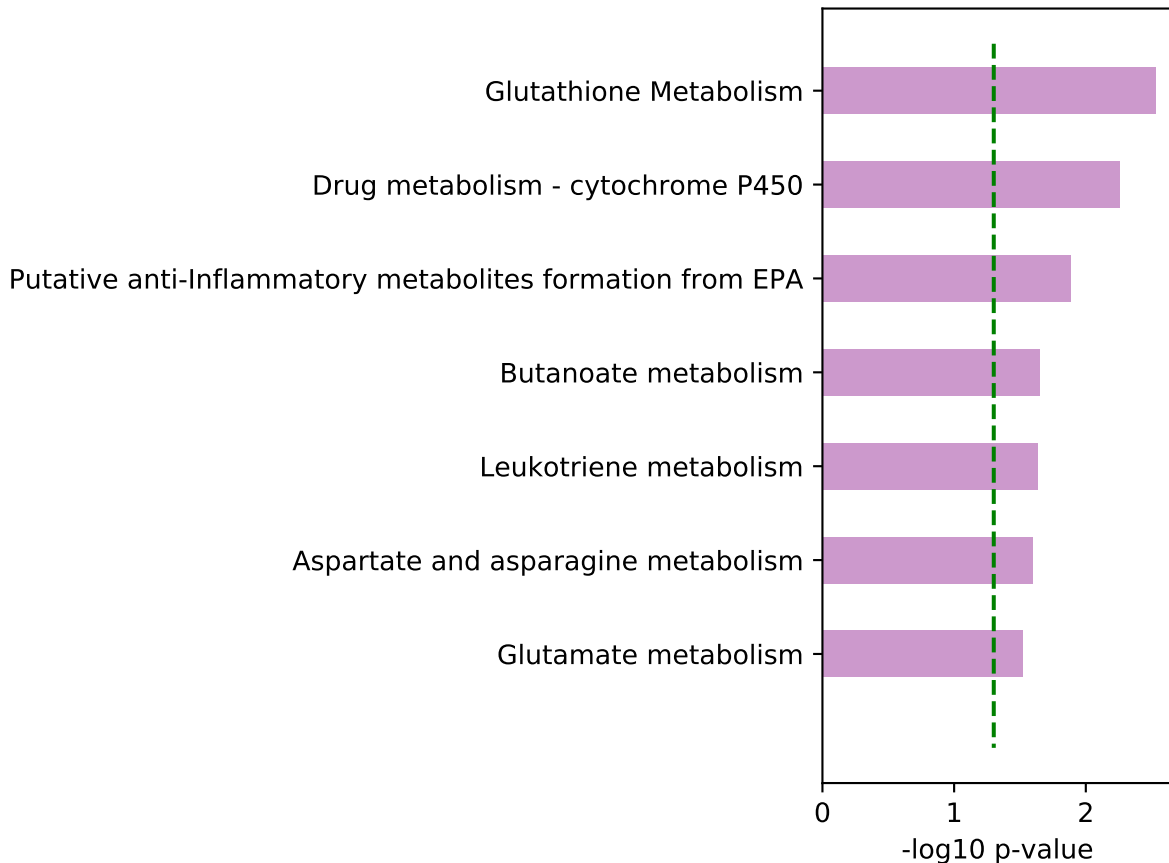 Glutathione Metabolism
Drug metabolism - cytochrome P450
Putative anti-Inflammatory metabolites formation from EPA
Butanoate metabolism
Leukotriene metabolism
Aspartate and asparagine metabolism
Glutamate metabolism
0 1 2
-log10 p-value